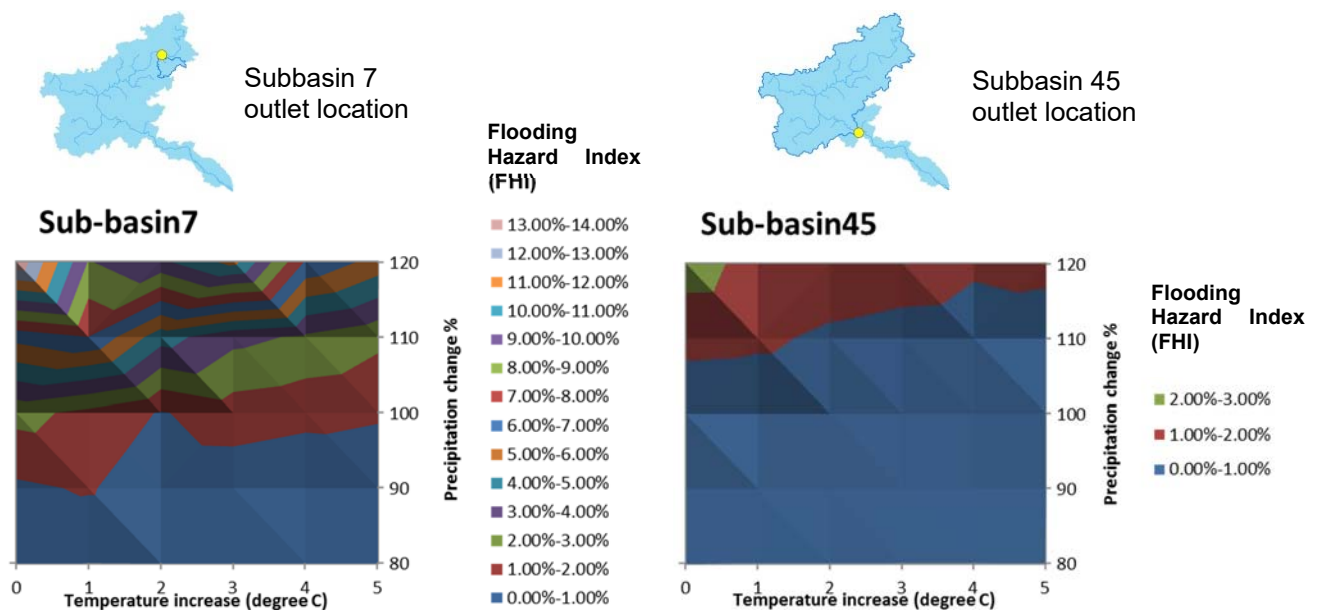 Subbasin 7
outlet location
Subbasin 45
outlet location
Flooding
Hazard Index
(FHI)
Sub-basin7
120
110
100
90
80
Precipitation change %
0 1 2 3 4 5
Temperature increase (degree C)
13.00%-14.00%
12.00%-13.00%
11.00%-12.00%
10.00%-11.00%
9.00%-10.00%
8.00%-9.00%
7.00%-8.00%
6.00%-7.00%
5.00%-6.00%
4.00%-5.00%
3.00%-4.00%
2.00%-3.00%
1.00%-2.00%
0.00%-1.00%
Sub-basin45
120
110
100
90
80
Precipitation change %
0 1 2 3 4 5
Temperature increase (degree C)
Flooding
Hazard Index
(FHI)
2.00%-3.00%
1.00%-2.00%
0.00%-1.00%